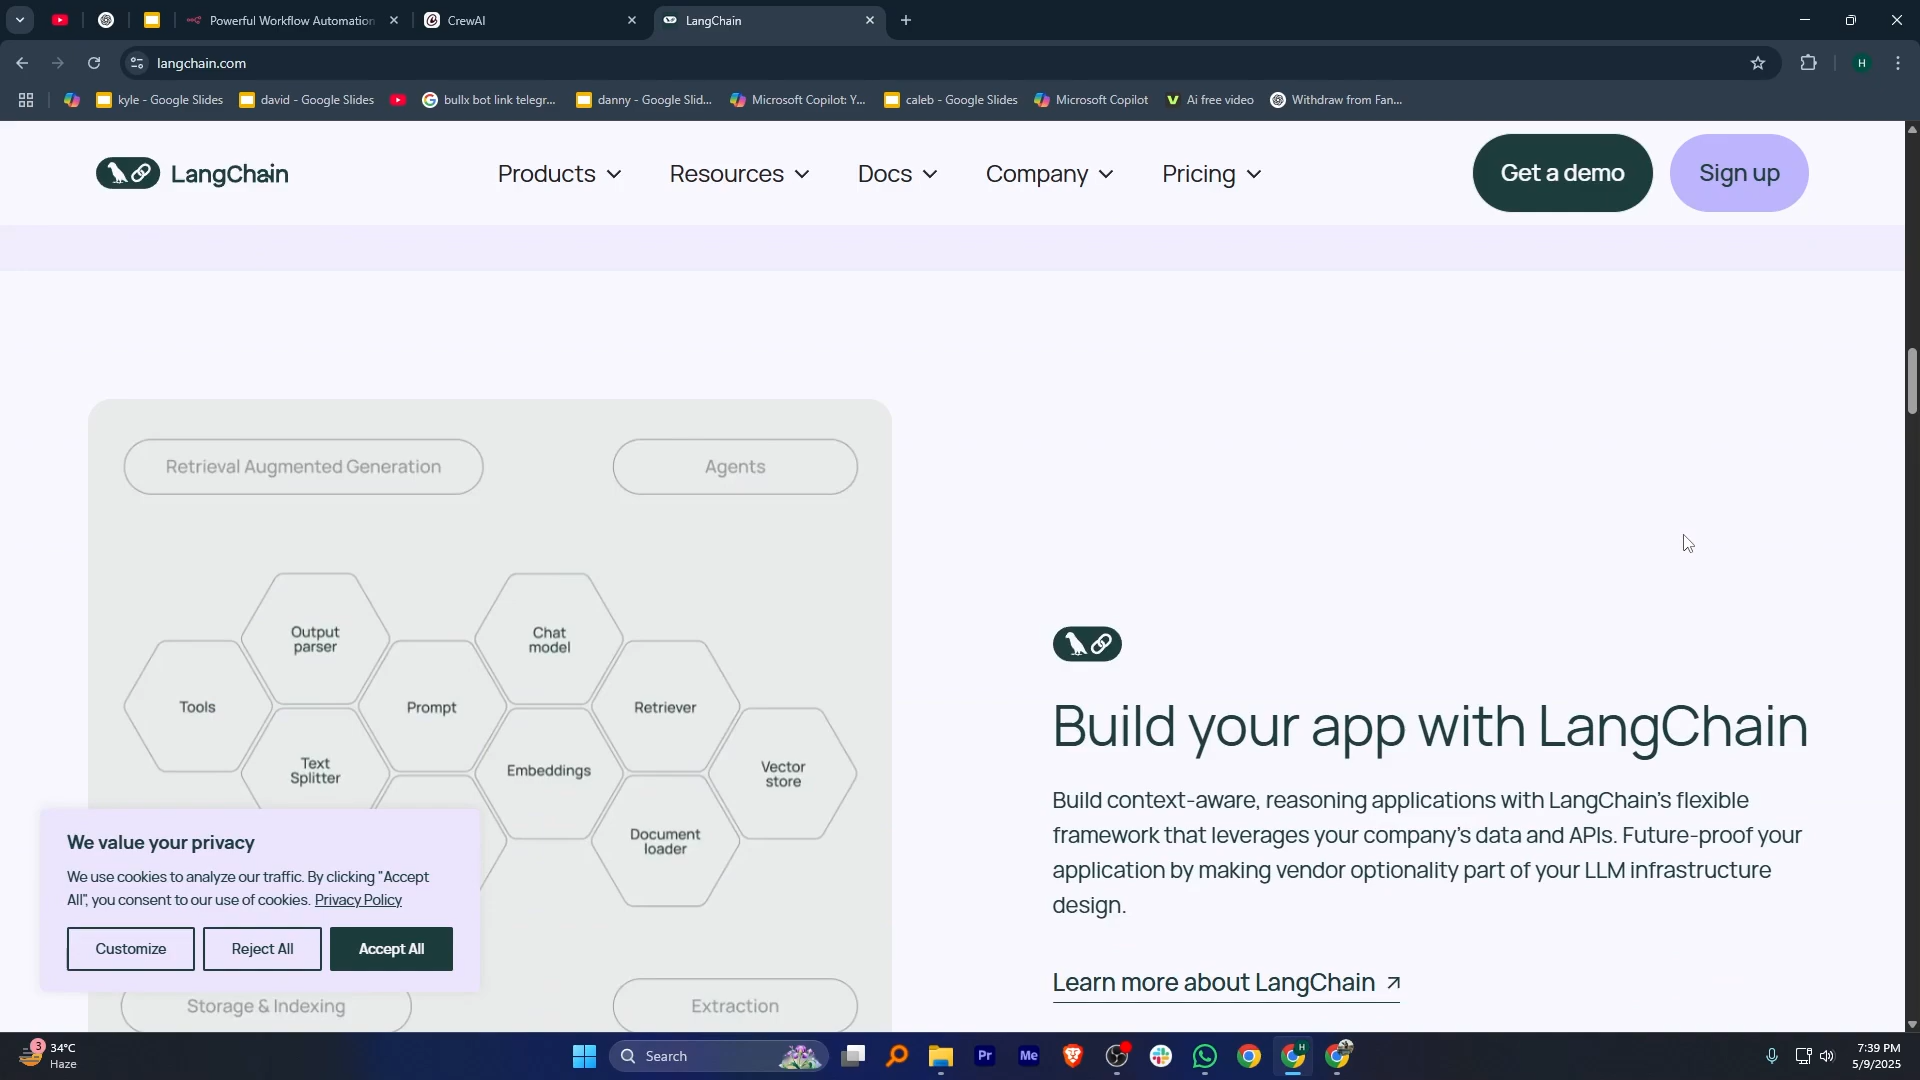 Powerful Workflow Automation
CrewAI
LangChain
langchain.com
H
kyle - Google Slides
david - Google Slides
bullx bot link telegr...
danny - Google Slid...
Microsoft Copilot: Y...
caleb - Google Slides
Microsoft Copilot
Ai free video
Withdraw from Fan...
LangChain
Products
Resources
Docs
Company
Pricing
Get a demo
Sign up
Retrieval Augmented Generation
Agents
Output
parser
Chat
model
Tools
Prompt
Retriever
Text
Splitter
Embeddings
Vector
store
Document
loader
Storage & Indexing
Extraction
Build your app with LangChain
Build context-aware, reasoning applications with LangChain's flexible
framework that leverages your company's data and APIs. Future-proof your
application by making vendor optionality part of your LLM infrastructure
design.
Learn more about LangChain
We value your privacy
We use cookies to analyze our traffic. By clicking "Accept
All", you consent to our use of cookies. Privacy Policy
Customize
Reject All
Accept All
3
34°C
Haze
Search
Pr
Me
H
7:39 PM
5/9/2025